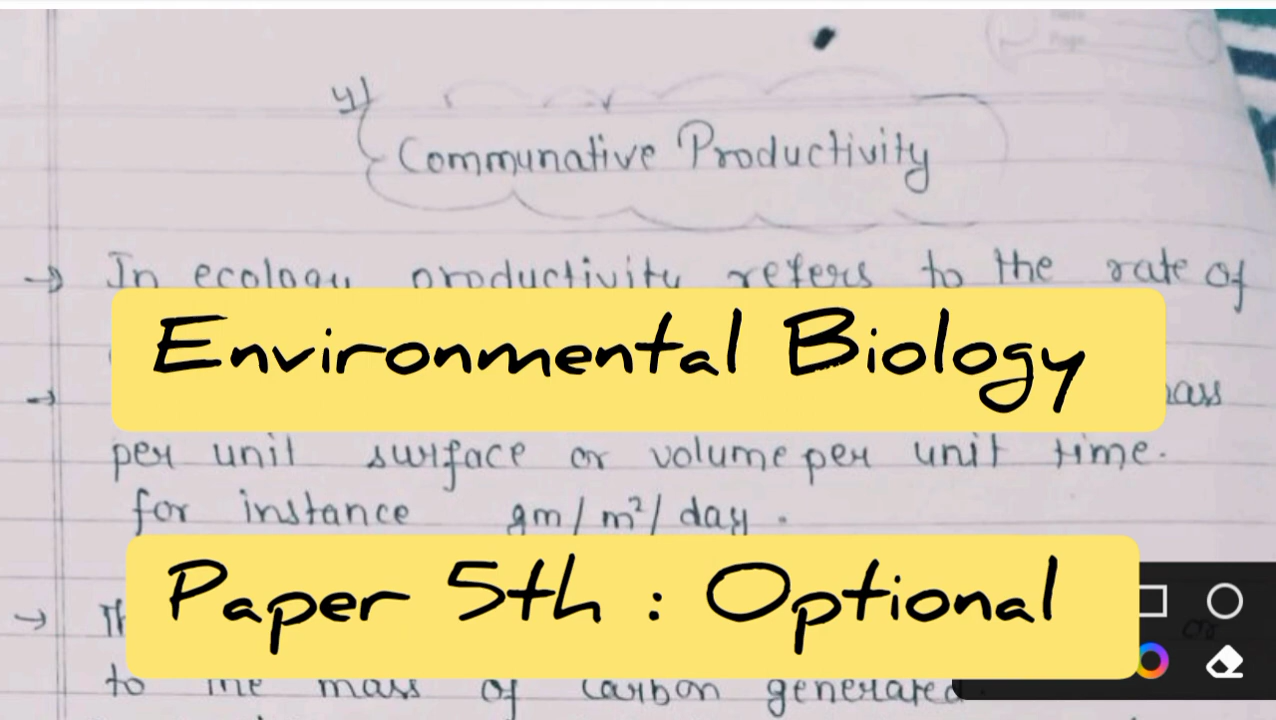 4)
Communative Productivity
→ In ecology productivity refers to the rate of
Environmental Biology
→
per unit surface or volume per unit time.
for instance gm/m²/day.
Paper 5th : Optional
→
to the mass of carbon generated.